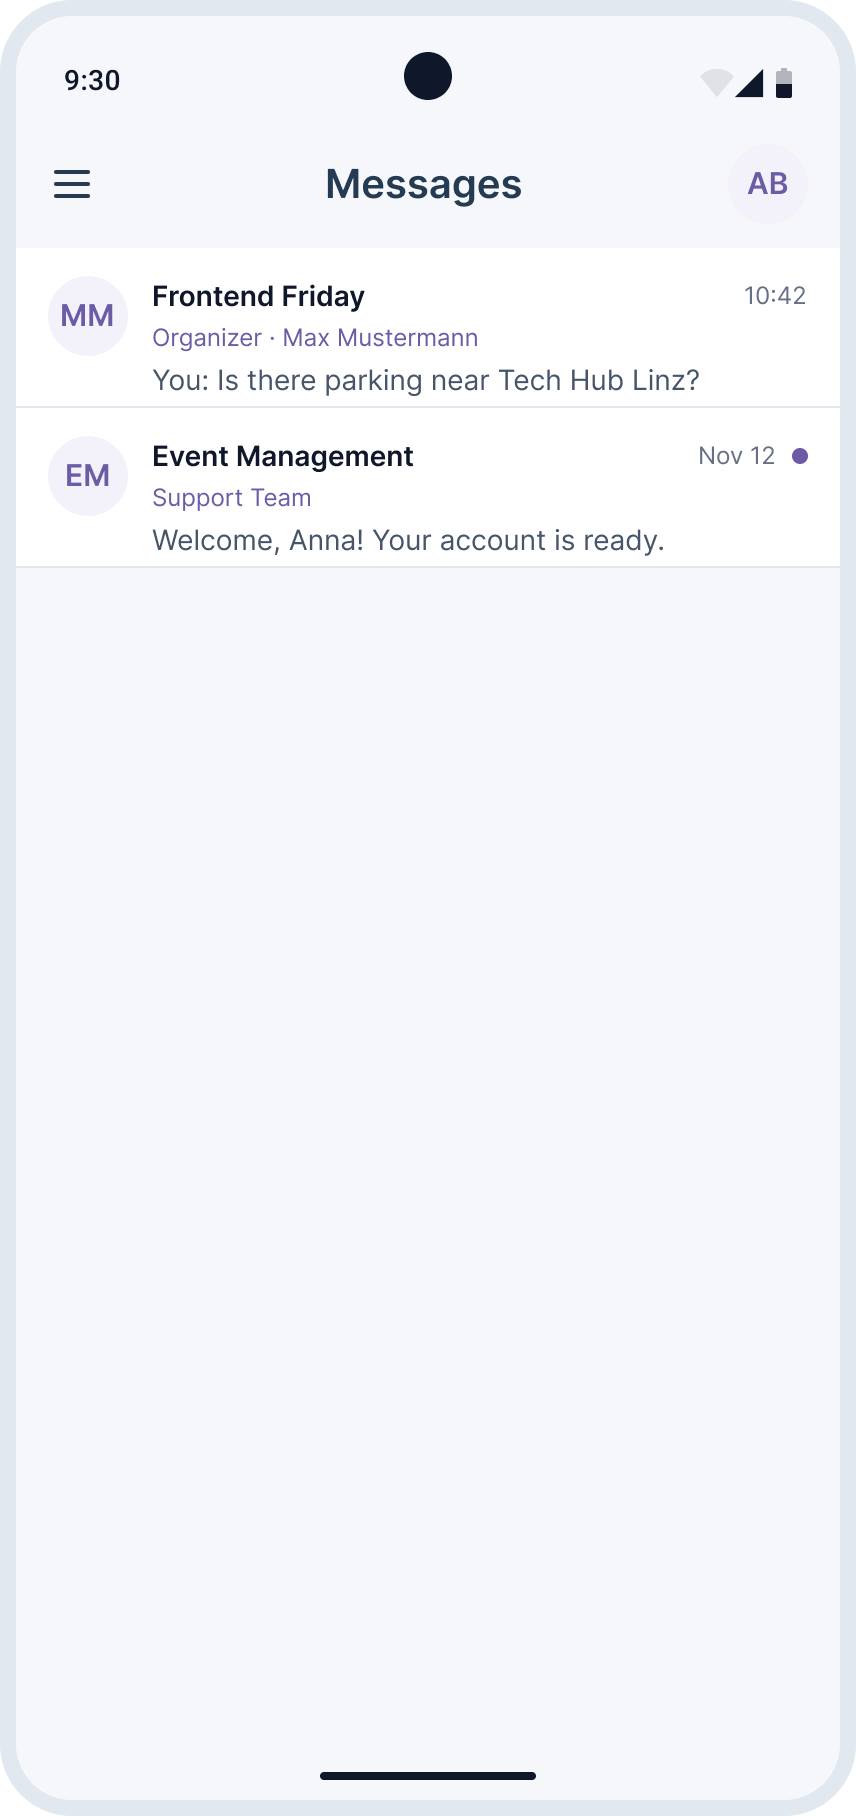 9:30
Messages
AB
MM
Frontend Friday
10:42
Organizer · Max Mustermann
You: Is there parking near Tech Hub Linz?
EM
Event Management
Nov 12
Support Team
Welcome, Anna! Your account is ready.